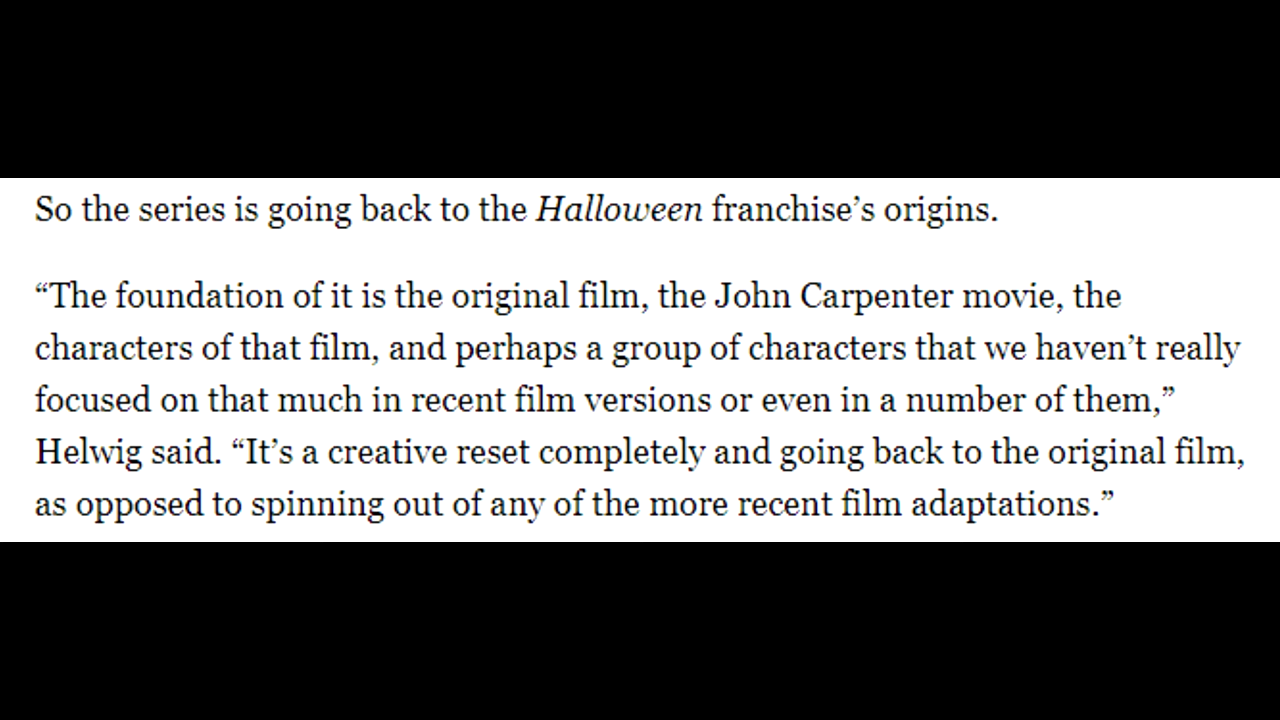 So the series is going back to the Halloween franchise’s origins.
“The foundation of it is the original film, the John Carpenter movie, the
characters of that film, and perhaps a group of characters that we haven’t really
focused on that much in recent film versions or even in a number of them,”
Helwig said. “It’s a creative reset completely and going back to the original film,
as opposed to spinning out of any of the more recent film adaptations.”